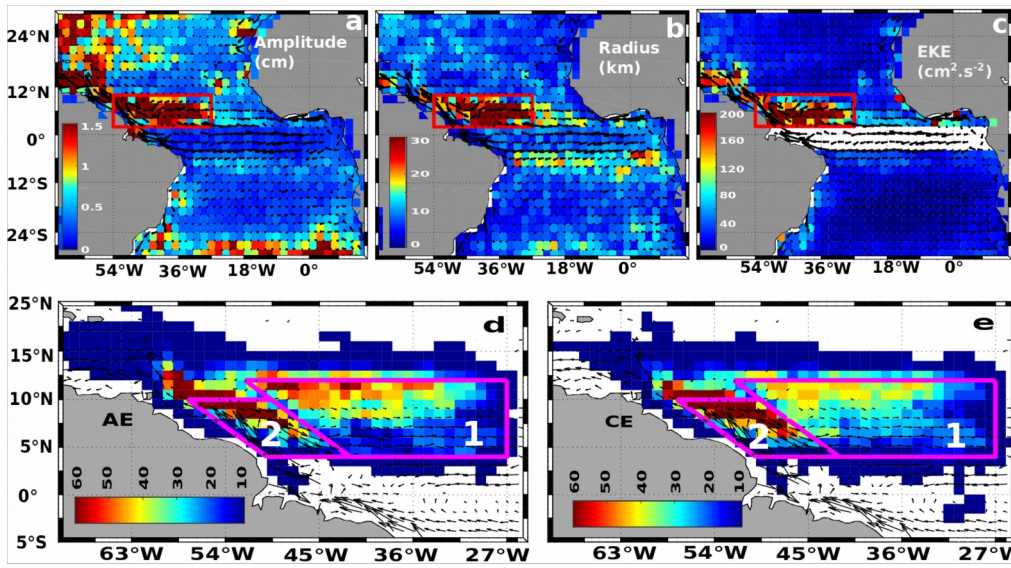 a
Amplitude
(cm)
24°N
12°N
0°
12°S
24°S
1.5
1
0.5
0
54°W 36°W 18°W 0°
b
Radius
(km)
30
20
10
0
54°W 36°W 18°W 0°
c
EKE
(cm².s⁻²)
200
160
120
80
40
0
54°W 36°W 18°W 0°
d
25°N
15°N
10°N
5°N
0°N
5°S
AE
2
1
60 50 40 30 20 10
63°W 54°W 45°W 36°W 27°W
e
CE
2
1
60 50 40 30 20 10
63°W 54°W 45°W 36°W 27°W